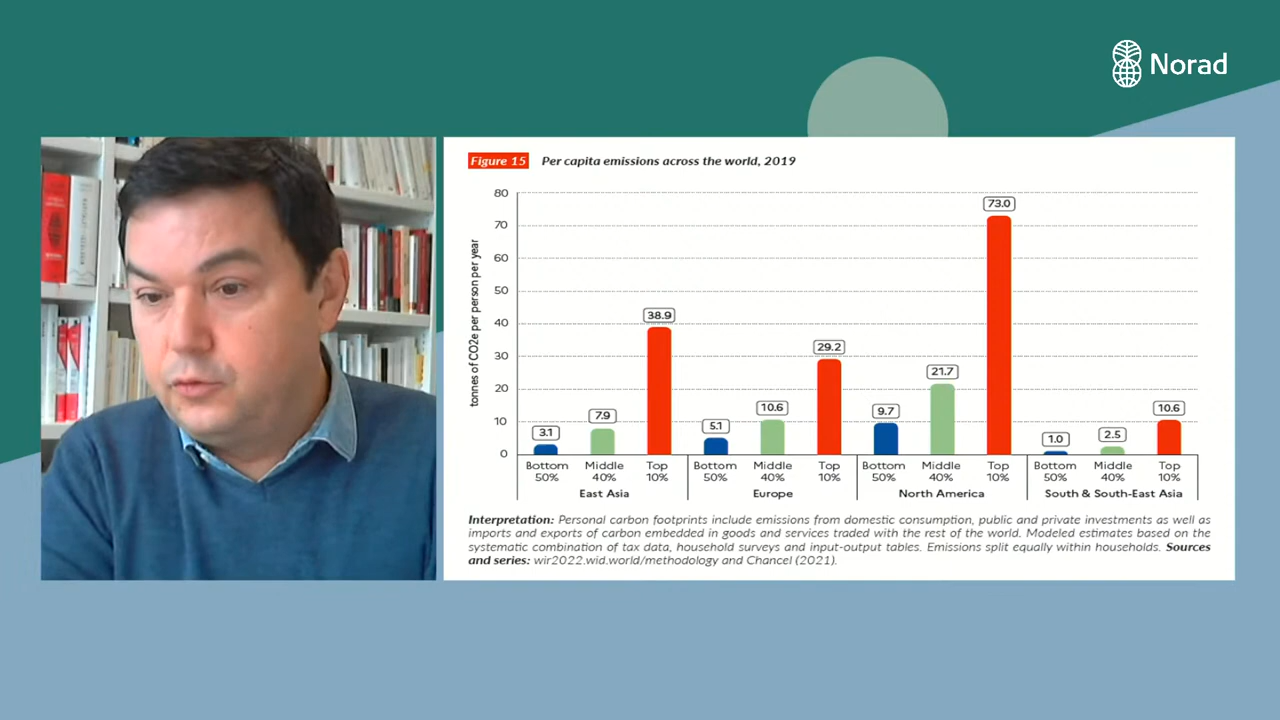 Norad
Figure 15 Per capita emissions across the world, 2019
tonnes of CO2e per person per year
80
70
60
50
40
30
20
10
0
3.1
7.9
38.9
5.1
10.6
29.2
9.7
21.7
73.0
1.0
2.5
10.6
Bottom 50% Middle 40% Top 10%
East Asia
Bottom 50% Middle 40% Top 10%
Europe
Bottom 50% Middle 40% Top 10%
North America
Bottom 50% Middle 40% Top 10%
South & South-East Asia
Interpretation: Personal carbon footprints include emissions from domestic consumption, public and private investments as well as
imports and exports of carbon embedded in goods and services traded with the rest of the world. Modeled estimates based on the
systematic combination of tax data, household surveys and input-output tables. Emissions split equally within households. Sources
and series: wir2022.wid.world/methodology and Chancel (2021).